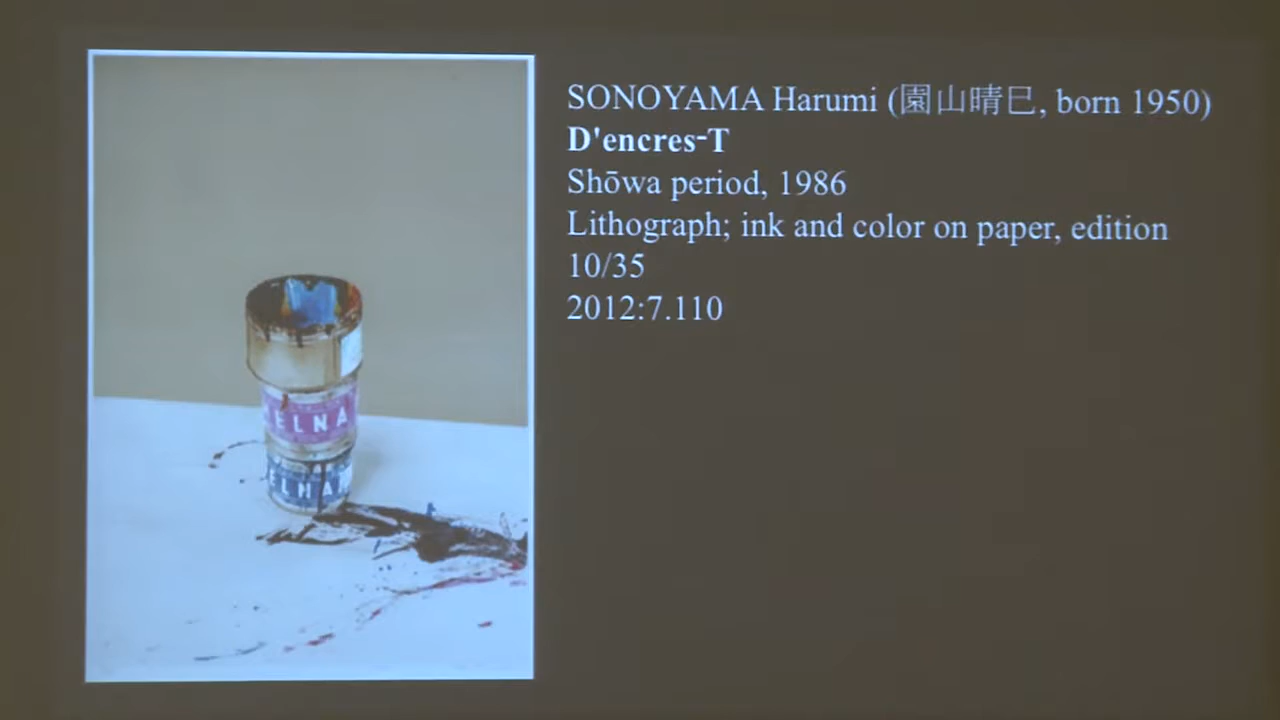 SONOYAMA Harumi (園山晴巳, born 1950)
D'encres-T
Shōwa period, 1986
Lithograph; ink and color on paper, edition
10/35
2012:7.110
ELNA
ELNA